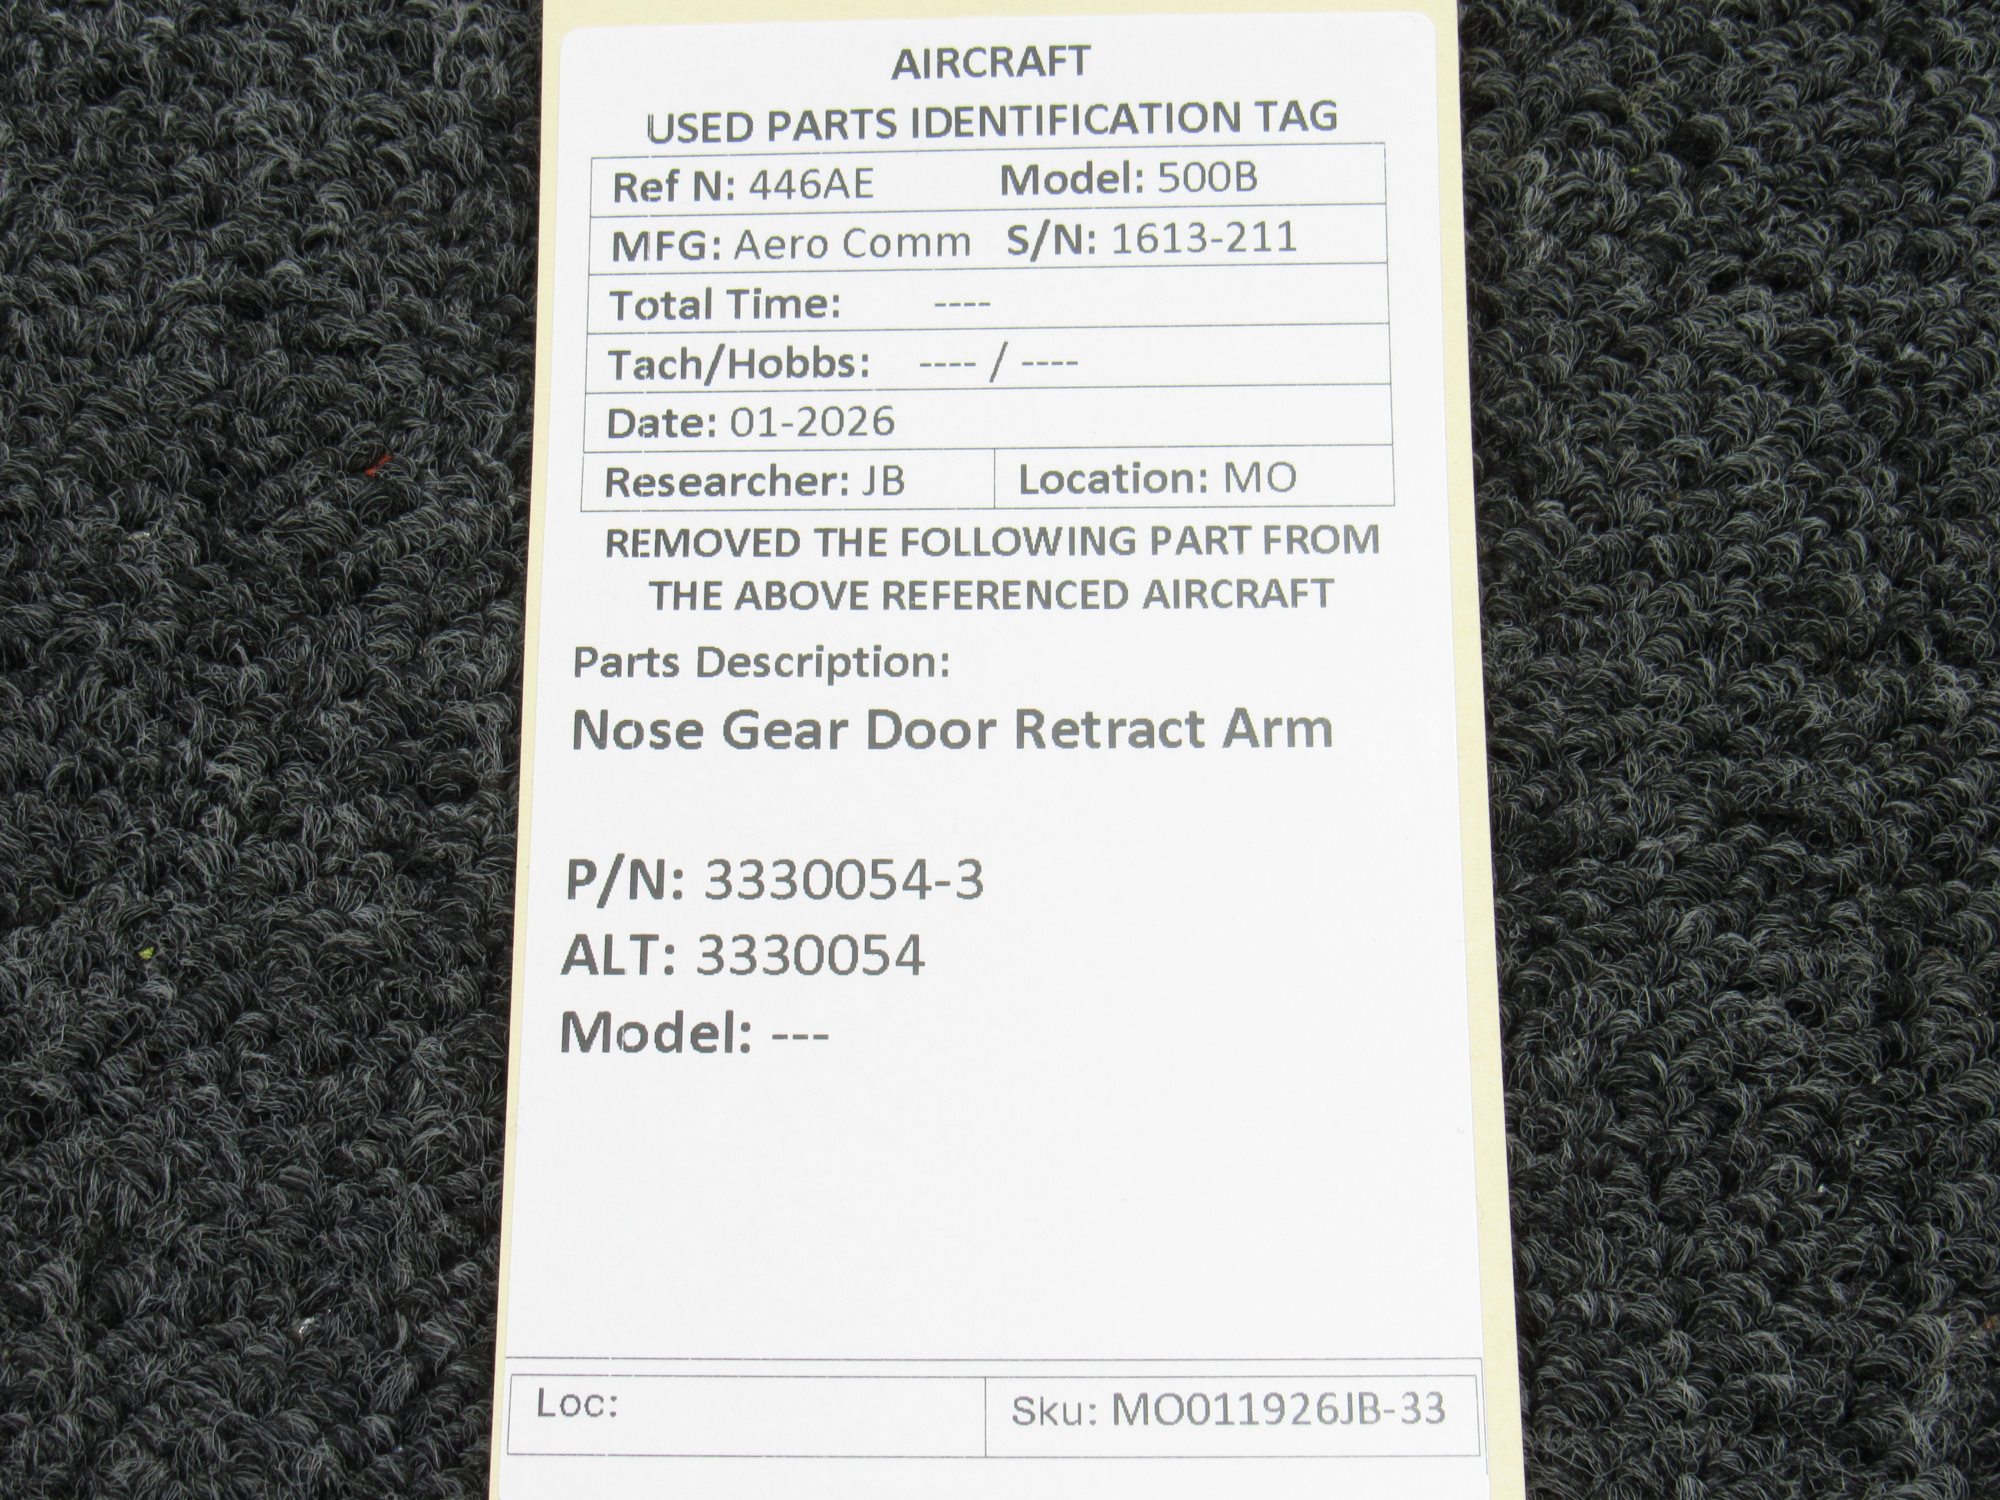 AIRCRAFT
USED PARTS IDENTIFICATION TAG
Ref N: 446AE Model: 500B
MFG: Aero Comm S/N: 1613-211
Total Time: ----
Tach/Hobbs: ---- / ----
Date: 01-2026
Researcher: JB Location: MO
REMOVED THE FOLLOWING PART FROM
THE ABOVE REFERENCED AIRCRAFT
Parts Description:
Nose Gear Door Retract Arm
P/N: 3330054-3
ALT: 3330054
Model: ---
Loc: Sku: MO011926JB-33